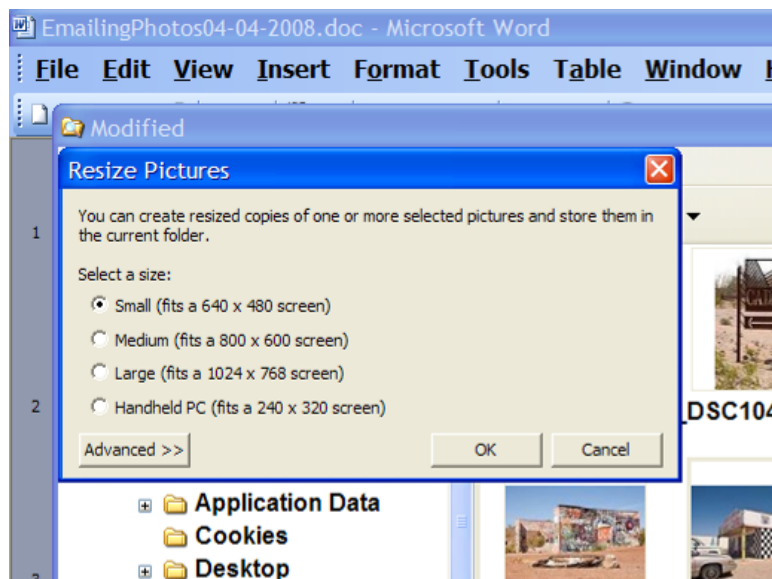 EmailingPhotos04-04-2008.doc - Microsoft Word
File Edit View Insert Format Tools Table Window
Modified
Resize Pictures
You can create resized copies of one or more selected pictures and store them in
the current folder.
1
Select a size:
Small (fits a 640 x 480 screen)
Medium (fits a 800 x 600 screen)
Large (fits a 1024 x 768 screen)
2
Handheld PC (fits a 240 x 320 screen)
_DSC104
Advanced >>
OK
Cancel
Application Data
Cookies
Desktop
3